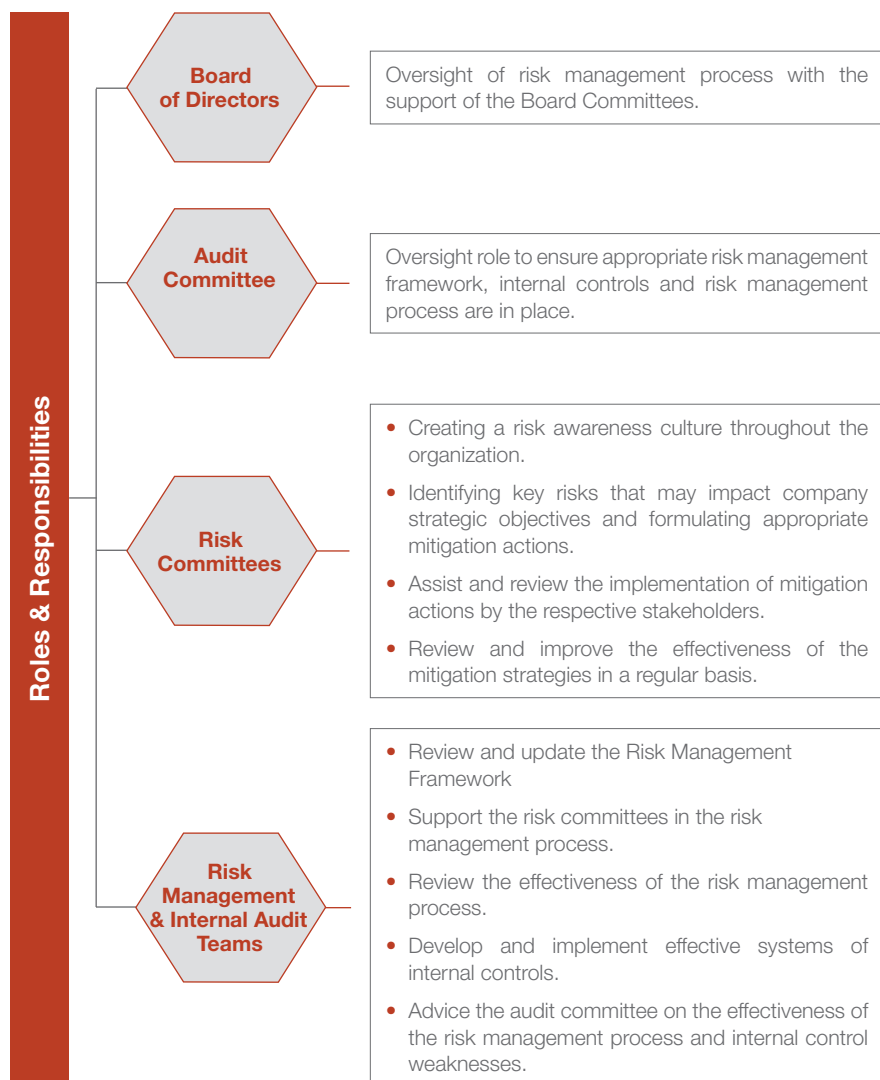 Roles & Responsibilities
Board
of Directors
Oversight of risk management process with the
support of the Board Committees.
Audit
Committee
Oversight role to ensure appropriate risk management
framework, internal controls and risk management
process are in place.
Risk
Committees
• Creating a risk awareness culture throughout the
organization.
• Identifying key risks that may impact company
strategic objectives and formulating appropriate
mitigation actions.
• Assist and review the implementation of mitigation
actions by the respective stakeholders.
• Review and improve the effectiveness of the
mitigation strategies in a regular basis.
Risk
Management
& Internal Audit
Teams
• Review and update the Risk Management
Framework
• Support the risk committees in the risk
management process.
• Review the effectiveness of the risk management
process.
• Develop and implement effective systems of
internal controls.
• Advice the audit committee on the effectiveness of
the risk management process and internal control
weaknesses.